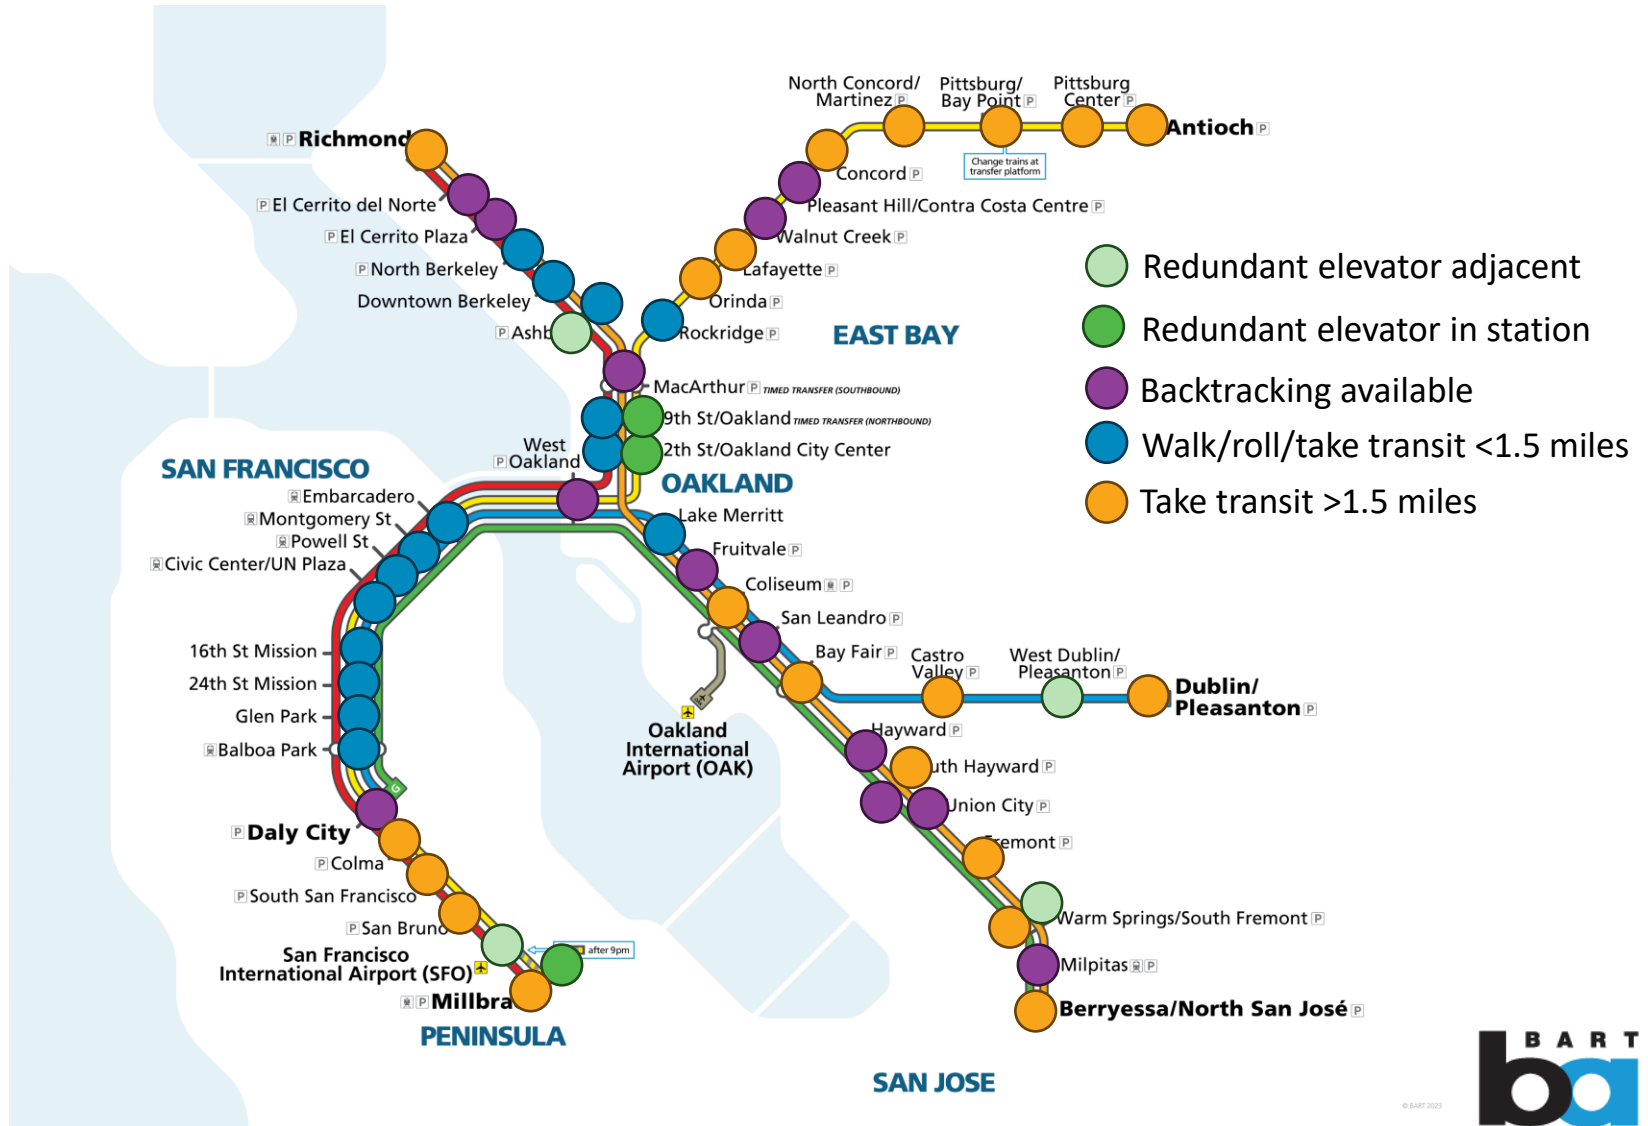 North Concord/
Martinez P
Pittsburg/
Bay Point P
Pittsburg
Center P
Antioch P
Change trains at
transfer platform
P Richmond
Concord P
P El Cerrito del Norte
Pleasant Hill/Contra Costa Centre P
P El Cerrito Plaza
Walnut Creek P
P North Berkeley
Lafayette P
Downtown Berkeley
Orinda P
P Ashb
Rockridge P
EAST BAY
Redundant elevator adjacent
Redundant elevator in station
Backtracking available
Walk/roll/take transit <1.5 miles
Take transit >1.5 miles
MacArthur P TIMED TRANSFER (SOUTHBOUND)
9th St/Oakland TIMED TRANSFER (NORTHBOUND)
2th St/Oakland City Center
West
P Oakland
SAN FRANCISCO
OAKLAND
Embarcadero
Montgomery St
Powell St
Civic Center/UN Plaza
Lake Merritt
Fruitvale P
Coliseum P
San Leandro P
Bay Fair P
Castro
Valley P
West Dublin/
Pleasanton P
Dublin/
Pleasanton P
16th St Mission
24th St Mission
Glen Park
Balboa Park
G
Oakland
International
Airport (OAK)
Hayward P
uth Hayward P
Union City P
remont P
P Daly City
P Colma
P South San Francisco
P San Bruno
San Francisco
International Airport (SFO)
after 9pm
P Millbra
PENINSULA
Warm Springs/South Fremont P
Milpitas P
Berryessa/North San José P
SAN JOSE
© BART 2023
BART
ba